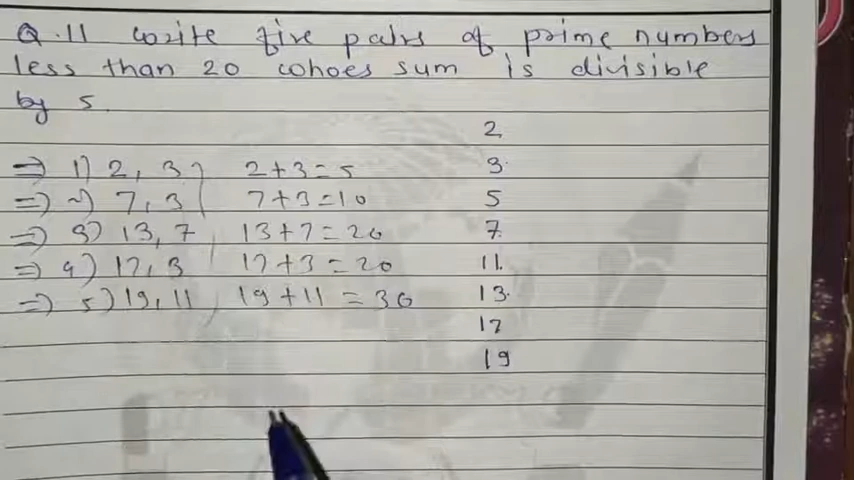 Q.11 write five pairs of prime numbers
less than 20 cohoes sum is divisible
by 5.
⇒ 1) 2, 3 2+3=5
⇒ 2) 7, 3 7+3=10
⇒ 3) 13, 7 13+7=20
⇒ 4) 17, 3 17+3=20
⇒ 5) 19, 11 19+11=30
2
3
5
7
11
13
17
19